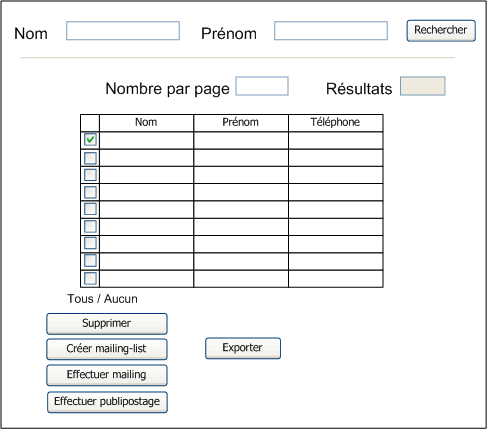 Nom Prénom Rechercher
Nombre par page Résultats
Nom Prénom Téléphone
Tous / Aucun
Supprimer
Créer mailing-list Exporter
Effectuer mailing
Effectuer publipostage